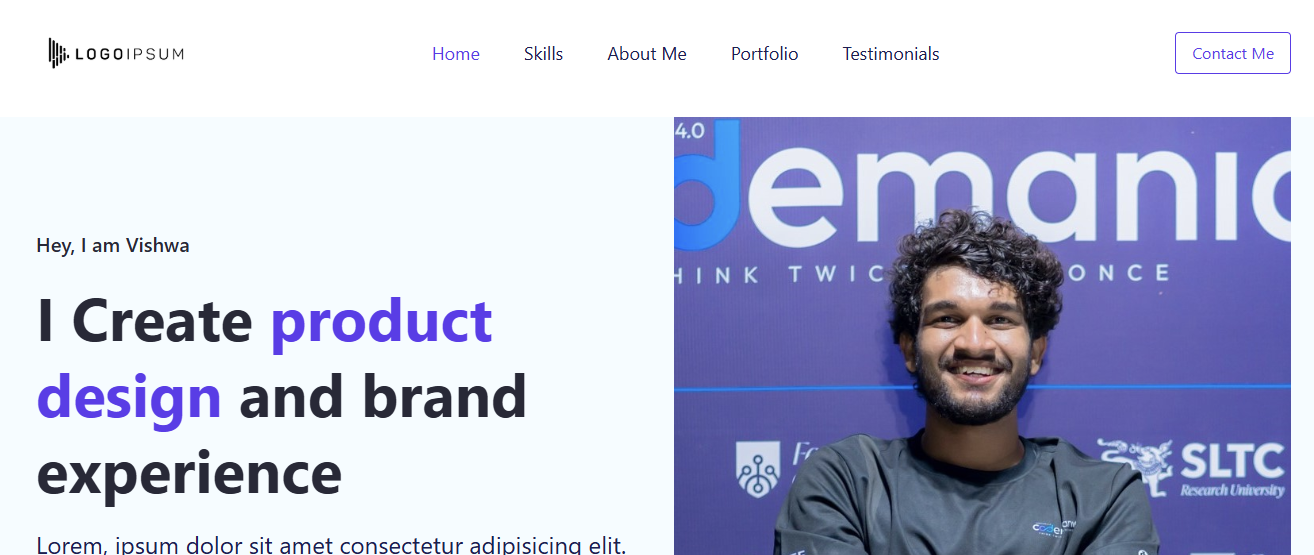 LOGOIPSUM
Home Skills About Me Portfolio Testimonials
Contact Me
Hey, I am Vishwa
I Create product
design and brand
experience
Lorem, ipsum dolor sit amet consectetur adipisicing elit.
4.0
demanic
HINK TWIC ONCE
SLTC
Research University